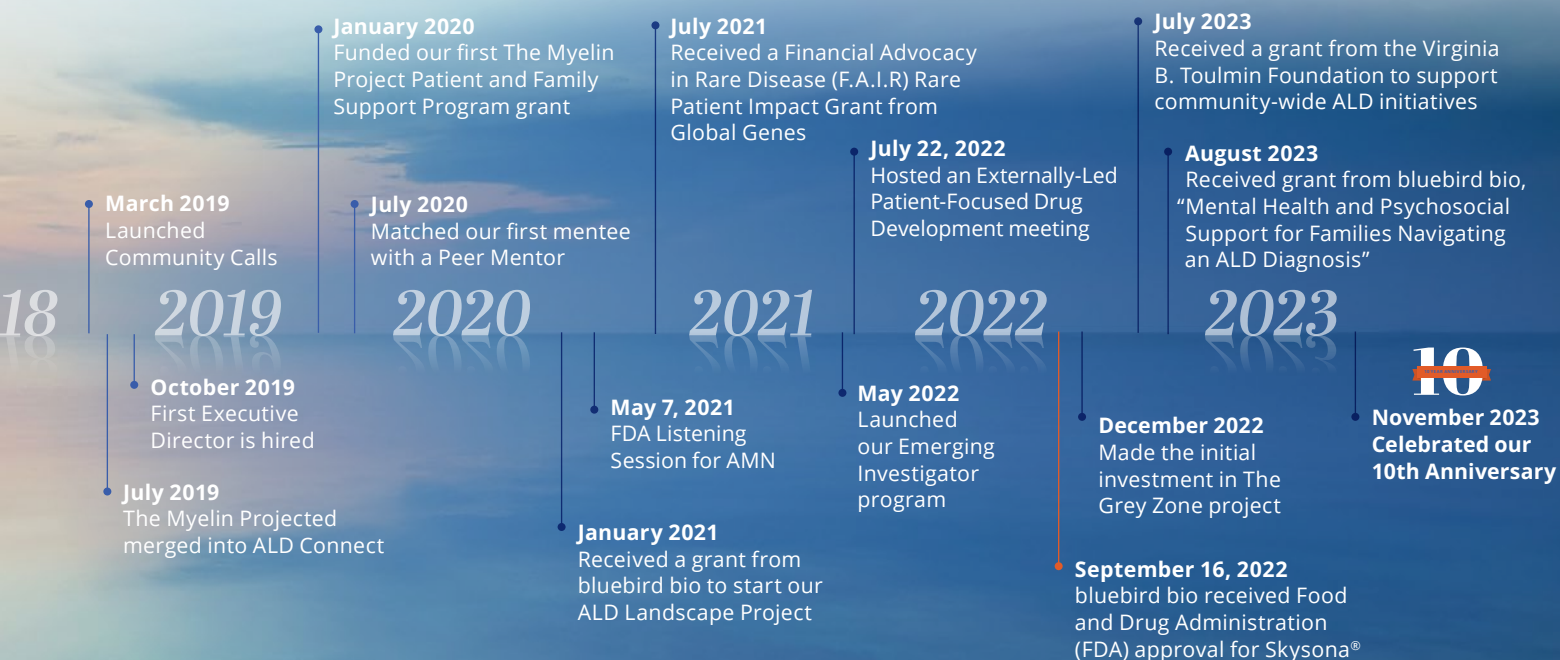 January 2020
Funded our first The Myelin
Project Patient and Family
Support Program grant
July 2021
Received a Financial Advocacy
in Rare Disease (F.A.I.R) Rare
Patient Impact Grant from
Global Genes
July 2023
Received a grant from the Virginia
B. Toulmin Foundation to support
community-wide ALD initiatives
March 2019
Launched
Community Calls
July 2020
Matched our first mentee
with a Peer Mentor
July 22, 2022
Hosted an Externally-Led
Patient-Focused Drug
Development meeting
August 2023
Received grant from bluebird bio,
“Mental Health and Psychosocial
Support for Families Navigating
an ALD Diagnosis”
18
2019
2020
2021
2022
2023
October 2019
First Executive
Director is hired
July 2019
The Myelin Projected
merged into ALD Connect
May 7, 2021
FDA Listening
Session for AMN
January 2021
Received a grant from
bluebird bio to start our
ALD Landscape Project
May 2022
Launched
our Emerging
Investigator
program
December 2022
Made the initial
investment in The
Grey Zone project
September 16, 2022
bluebird bio received Food
and Drug Administration
(FDA) approval for Skysona®
10
November 2023
Celebrated our
10th Anniversary